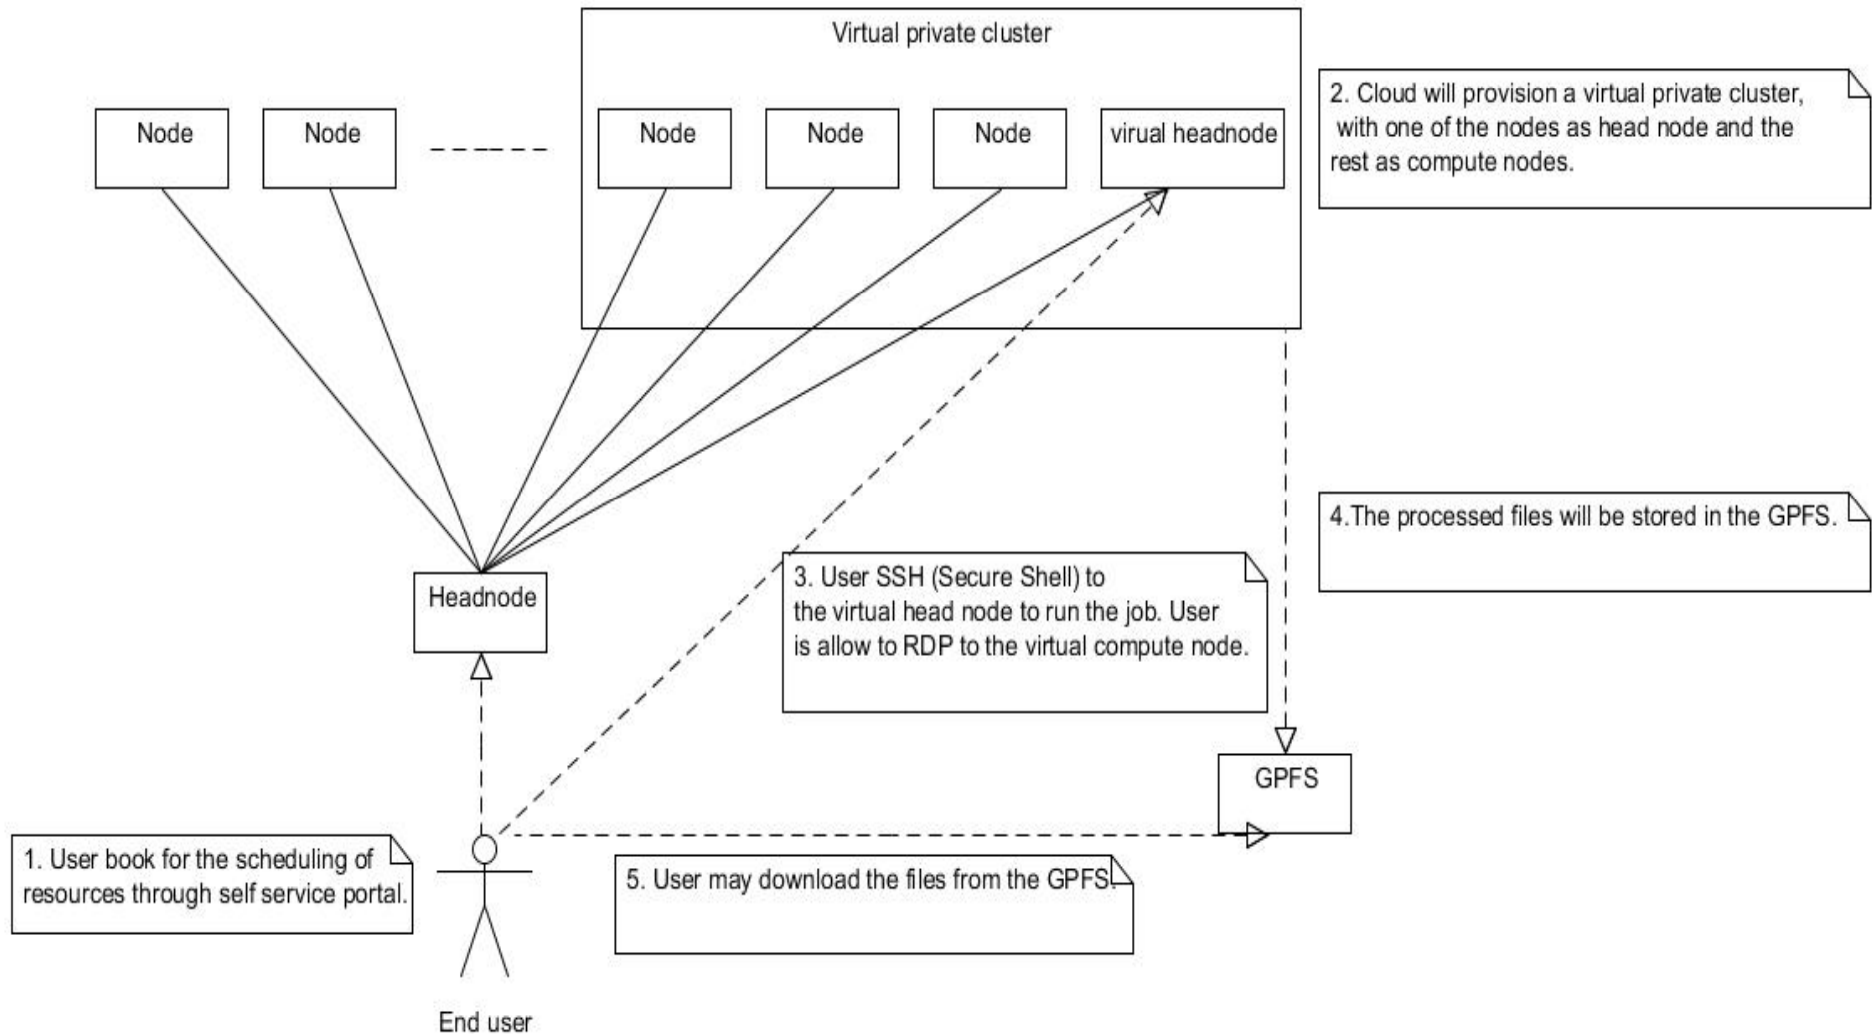 Virtual private cluster
Node
Node
Node
Node
Node
virual headnode
2. Cloud will provision a virtual private cluster,
with one of the nodes as head node and the
rest as compute nodes.
4.The processed files will be stored in the GPFS.
3. User SSH (Secure Shell) to
the virtual head node to run the job. User
is allow to RDP to the virtual compute node.
Headnode
GPFS
1. User book for the scheduling of
resources through self service portal.
5. User may download the files from the GPFS.
End user